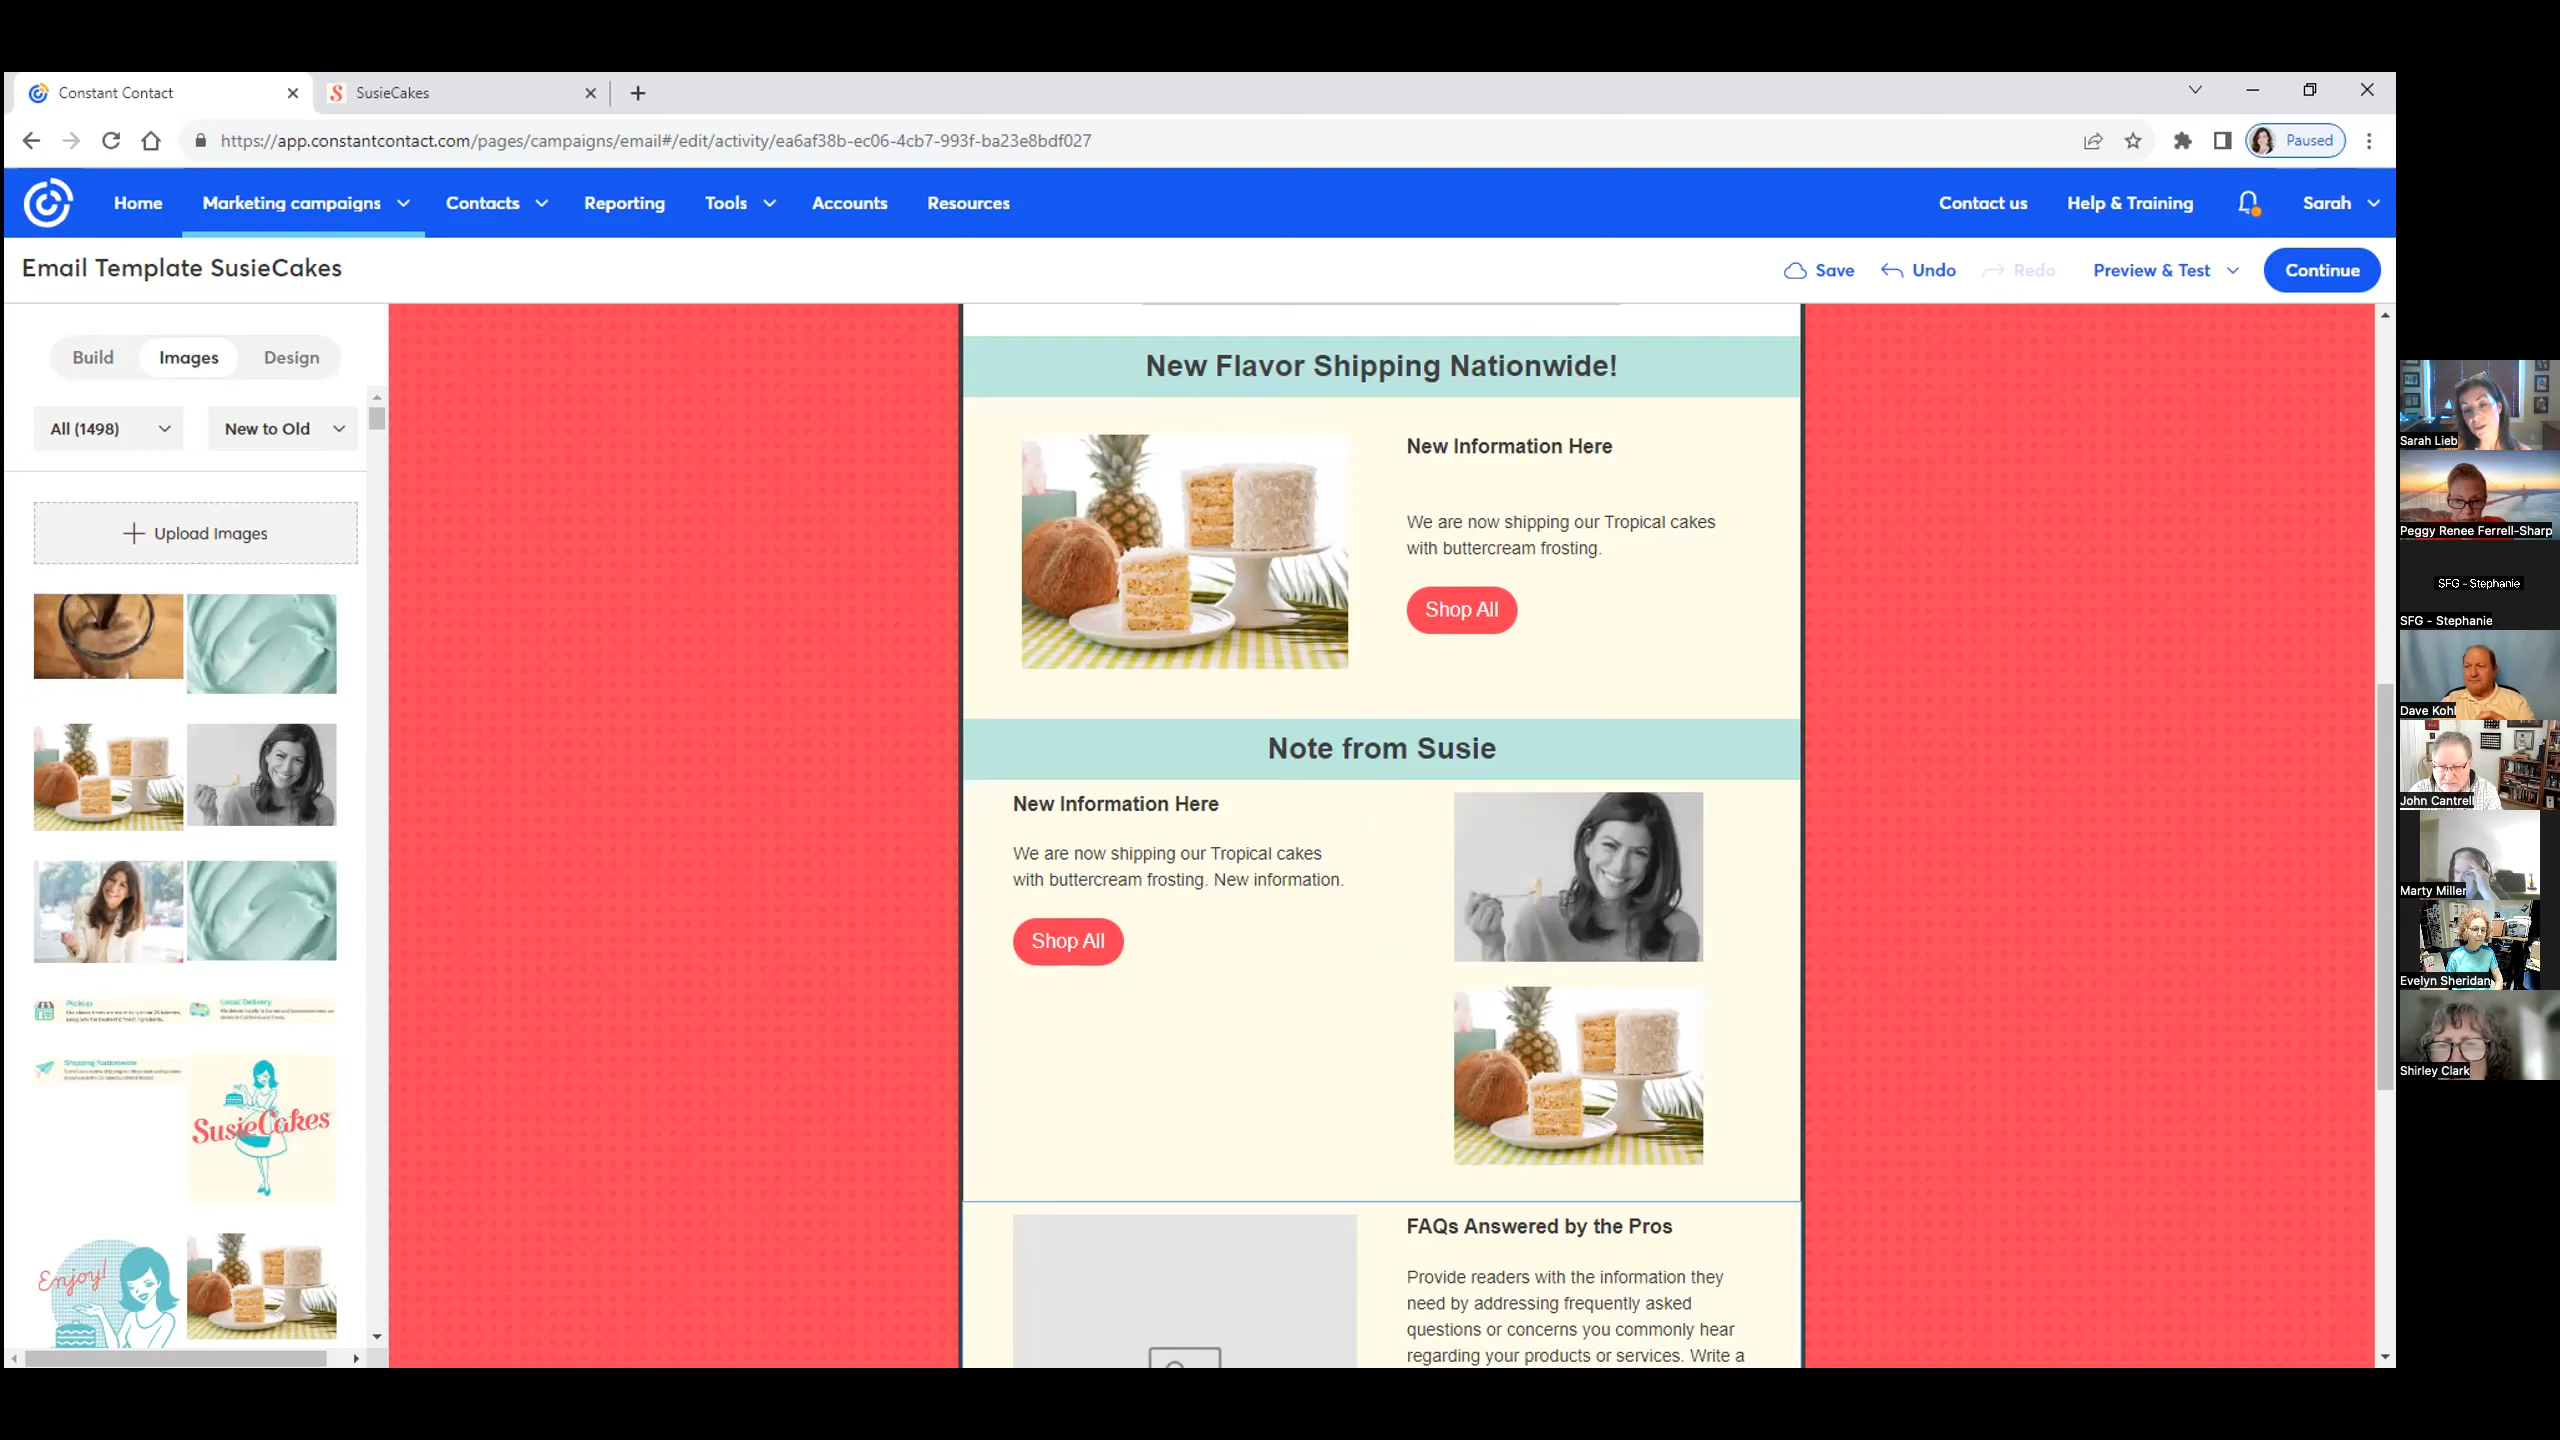 Constant Contact
SusieCakes
https://app.constantcontact.com/pages/campaigns/email#/edit/activity/ea6af38b-ec06-4cb7-993f-ba23e8bdf027
Paused
Home
Marketing campaigns
Contacts
Reporting
Tools
Accounts
Resources
Contact us
Help & Training
Sarah
Email Template SusieCakes
Save
Undo
Redo
Preview & Test
Continue
Build
Images
Design
All (1498)
New to Old
Upload Images
Pickup
Local Delivery
Shipping Nationwide
SusieCakes
Enjoy!
New Flavor Shipping Nationwide!
New Information Here
We are now shipping our Tropical cakes
with buttercream frosting.
Shop All
Note from Susie
New Information Here
We are now shipping our Tropical cakes
with buttercream frosting. New information.
Shop All
FAQs Answered by the Pros
Provide readers with the information they
need by addressing frequently asked
questions or concerns you commonly hear
regarding your products or services. Write a
Sarah Lieb
Peggy Renee Ferrell-Sharp
SFG - Stephanie
SFG - Stephanie
Dave Kohl
John Cantrell
Marty Miller
Evelyn Sheridan
Shirley Clark